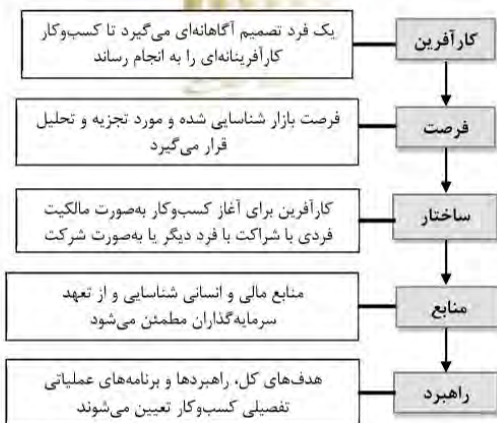 کارآفرین
یک فرد تصمیم آگاهانه‌ای می‌گیرد تا کسب‌وکار
کارآفرینانه‌ای را به انجام رساند
فرصت
فرصت بازار شناسایی شده و مورد تجزیه و تحلیل
قرار می‌گیرد
ساختار
کارآفرین برای آغاز کسب‌وکار به‌صورت مالکیت
فردی با شراکت با فرد دیگر یا به‌صورت شرکت
منابع
منابع مالی و انسانی شناسایی و از تعهد
سرمایه‌گذاران مطمئن می‌شود
راهبرد
هدف‌های کل، راهبردها و برنامه‌های عملیاتی
تفصیلی کسب‌وکار تعیین می‌شوند